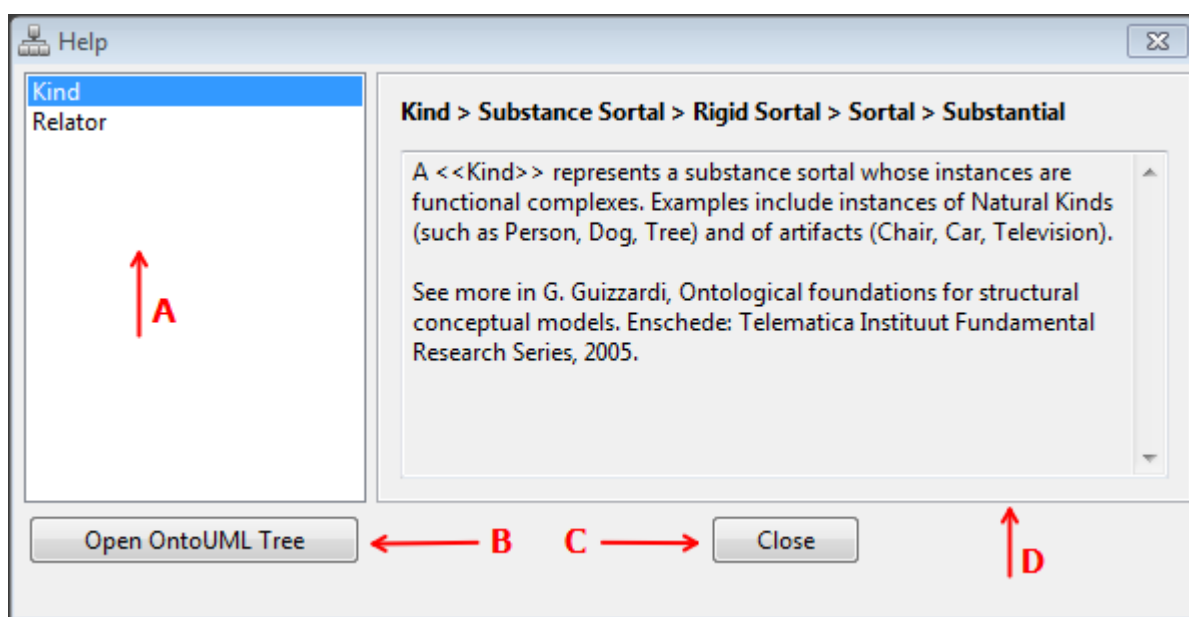 Help
Kind
Relator
Kind > Substance Sortal > Rigid Sortal > Sortal > Substantial
A <<Kind>> represents a substance sortal whose instances are
functional complexes. Examples include instances of Natural Kinds
(such as Person, Dog, Tree) and of artifacts (Chair, Car, Television).
See more in G. Guizzardi, Ontological foundations for structural
conceptual models. Enschede: Telematica Instituut Fundamental
Research Series, 2005.
A
Open OntoUML Tree
B
C
Close
D